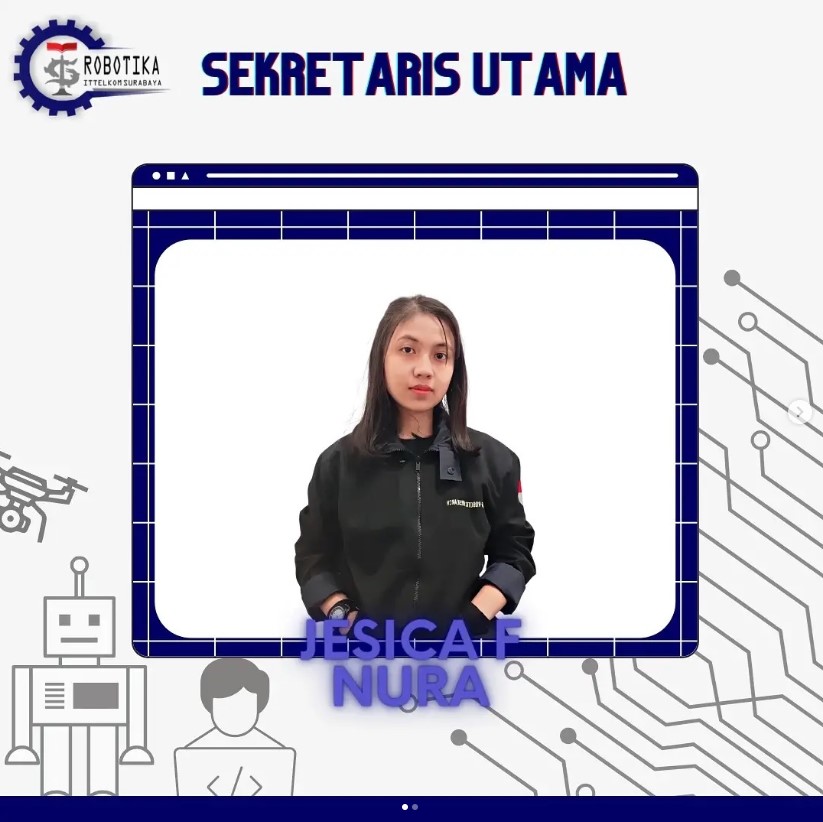 ROBOTIKA
ITTELKOM SURABAYA
SEKRETARIS UTAMA
JESICA F
NURA
</>